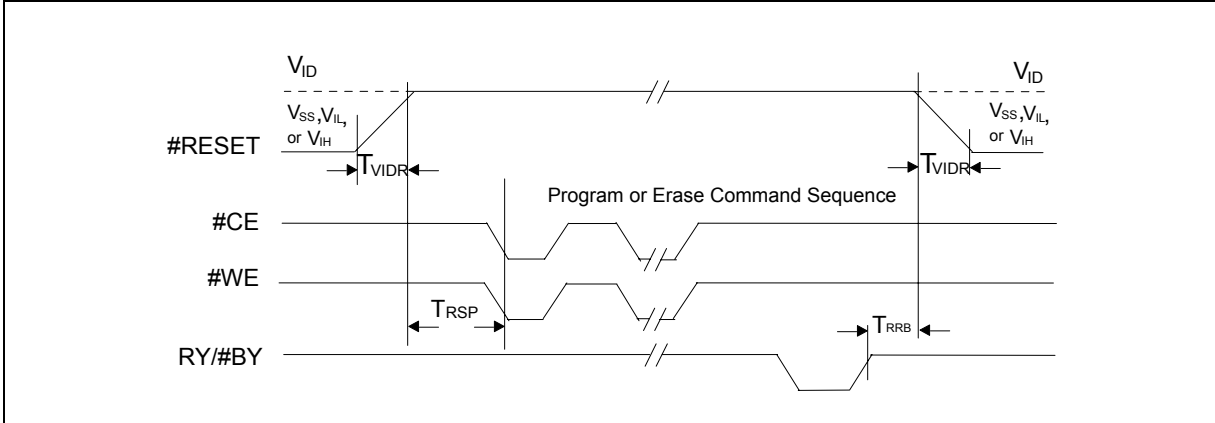 VID
VID
VSS,VIL,
or VIH
VSS,VIL,
or VIH
#RESET
TVIDR
TVIDR
Program or Erase Command Sequence
#CE
#WE
TRSP
TRRB
RY/#BY